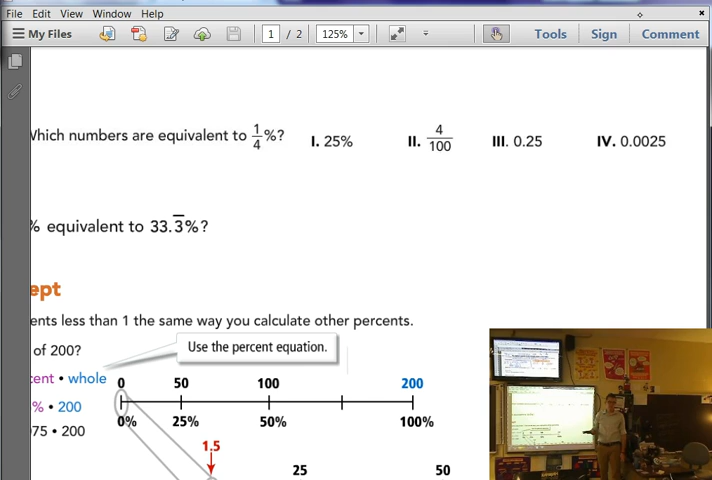 File Edit View Window Help
My Files 1 / 2 125% Tools Sign Comment
Which numbers are equivalent to 1/4 %? I. 25% II. 4/100 III. 0.25 IV. 0.0025
% equivalent to 33.3̅%?
ept
ents less than 1 the same way you calculate other percents.
of 200?
Use the percent equation.
cent • whole
0 50 100 200
% • 200
0% 25% 50% 100%
075 • 200
1.5
25 50